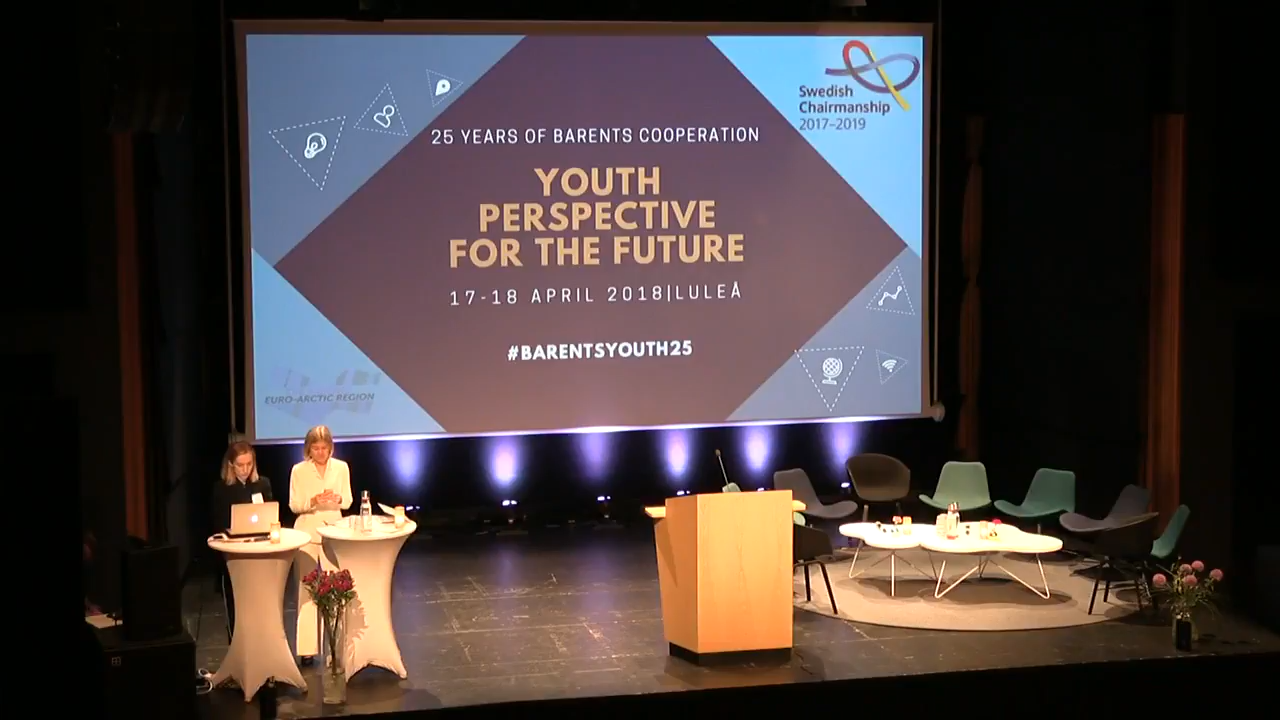 Swedish
Chairmanship
2017–2019
25 YEARS OF BARENTS COOPERATION
YOUTH
PERSPECTIVE
FOR THE FUTURE
17-18 APRIL 2018|LULEÅ
#BARENTSYOUTH25
EURO-ARCTIC REGION